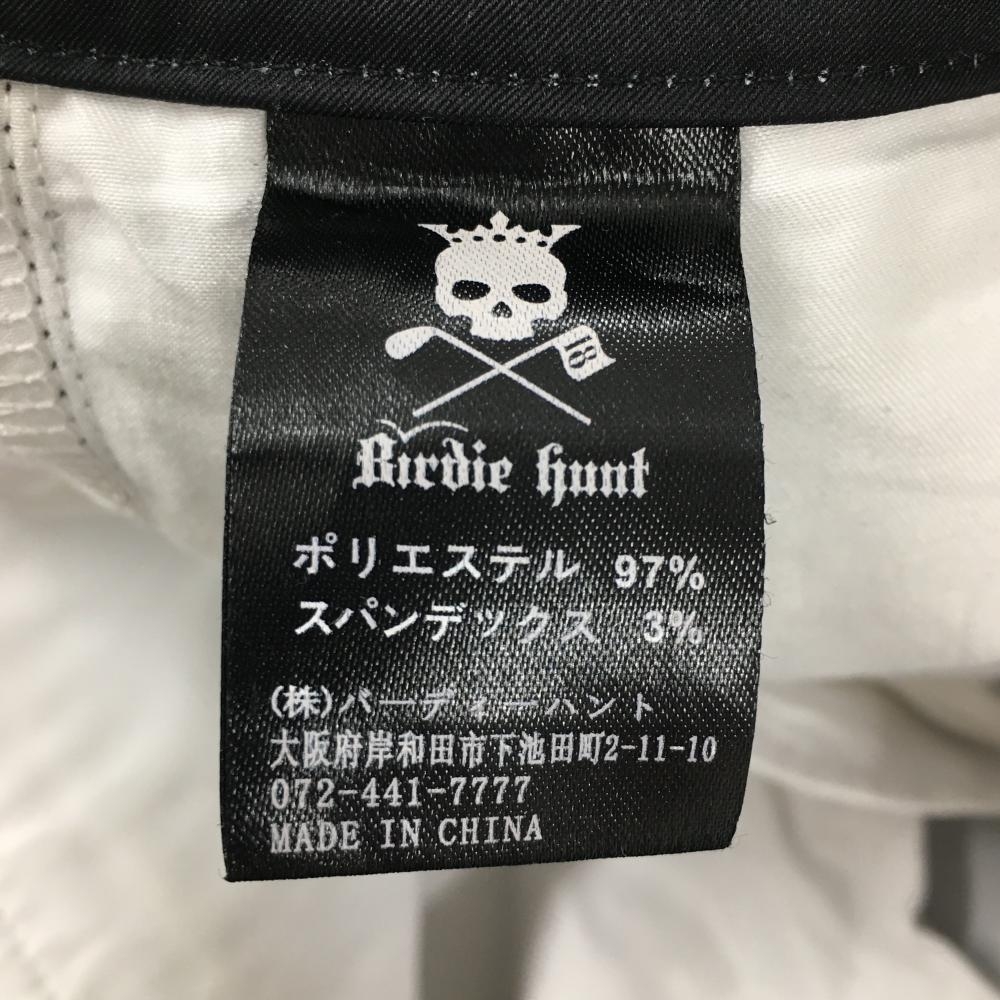 18
Birdie hunt
ポリエステル 97%
スパンデックス 3%
(株)バーディーハント
大阪府岸和田市下池田町2-11-10
072-441-7777
MADE IN CHINA